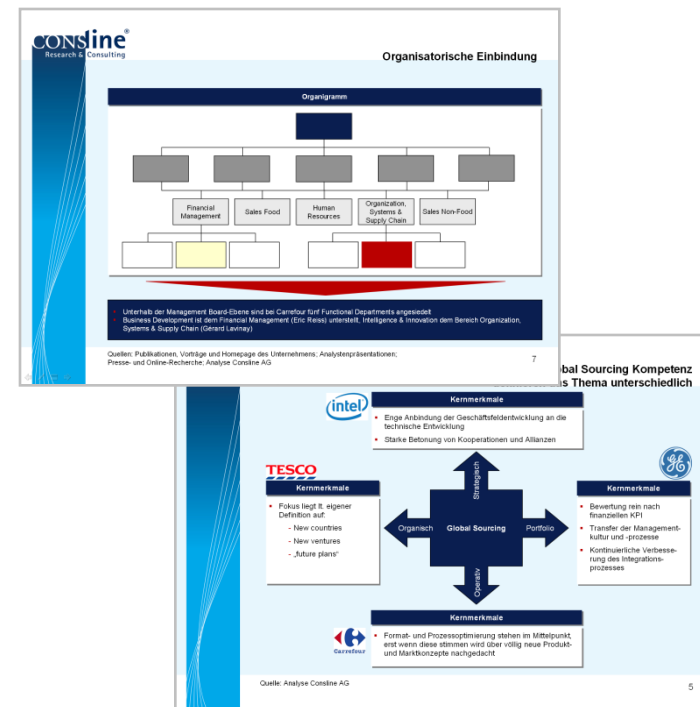 CONSline®
Research & Consulting
Organisatorische Einbindung
Organigramm
Financial
Management
Sales Food
Human
Resources
Organization,
Systems &
Supply Chain
Sales Non-Food
Unterhalb der Management Board-Ebene sind bei Carrefour fünf Functional Departments angesiedelt
Business Development ist dem Financial Management (Eric Reiss) unterstellt, Intelligence & Innovation dem Bereich Organization,
Systems & Supply Chain (Gérard Lavinay)
Quellen: Publikationen, Vorträge und Homepage des Unternehmens; Analystenpräsentationen;
Presse- und Online-Recherche; Analyse Consline AG
7
bal Sourcing Kompetenz
s Thema unterschiedlich
intel
Kernmerkmale
• Enge Anbindung der Geschäftsfeldentwicklung an die
technische Entwicklung
• Starke Betonung von Kooperationen und Allianzen
TESCO
Kernmerkmale
• Fokus liegt lt. eigener
Definition auf:
- New countries
- New ventures
- „future plans“
Strategisch
Organisch
Global Sourcing
Portfolio
Operativ
GE
Kernmerkmale
• Bewertung rein nach
finanziellen KPI
• Transfer der Management-
kultur und -prozesse
• Kontinuierliche Verbesse-
rung des Integrations-
prozesses
Carrefour
Kernmerkmale
• Format- und Prozessoptimierung stehen im Mittelpunkt,
erst wenn diese stimmen wird über völlig neue Produkt-
und Marktkonzepte nachgedacht
Quelle: Analyse Consline AG
5